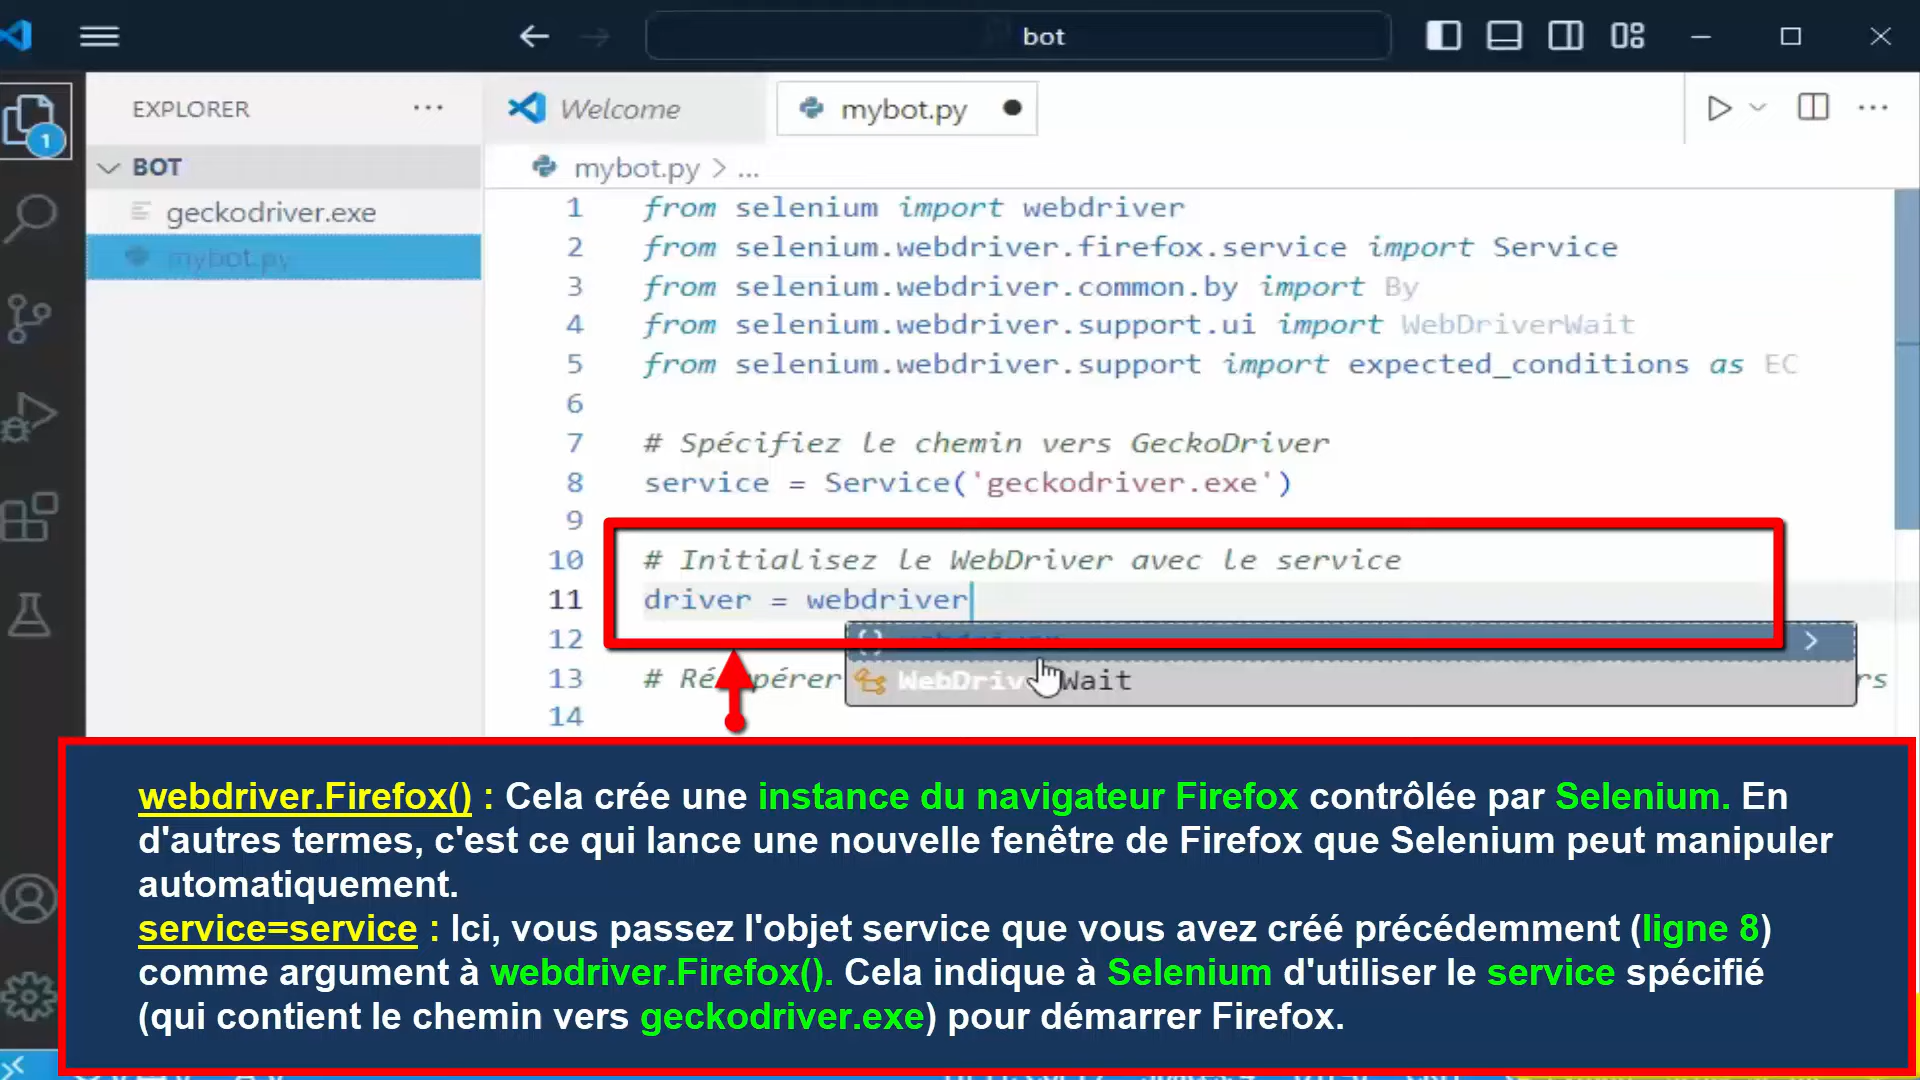 bot
EXPLORER ...
Welcome
mybot.py
1
BOT
geckodriver.exe
mybot.py
mybot.py > ...
1 from selenium import webdriver
2 from selenium.webdriver.firefox.service import Service
3 from selenium.webdriver.common.by import By
4 from selenium.webdriver.support.ui import WebDriverWait
5 from selenium.webdriver.support import expected_conditions as EC
6
7 # Spécifiez le chemin vers GeckoDriver
8 service = Service('geckodriver.exe')
9
10 # Initialisez le WebDriver avec le service
11 driver = webdriver
12
webdriver
13 # Récupérer
WebDriverWait
14
webdriver.Firefox() : Cela crée une instance du navigateur Firefox contrôlée par Selenium. En
d'autres termes, c'est ce qui lance une nouvelle fenêtre de Firefox que Selenium peut manipuler
automatiquement.
service=service : Ici, vous passez l'objet service que vous avez créé précédemment (ligne 8)
comme argument à webdriver.Firefox(). Cela indique à Selenium d'utiliser le service spécifié
(qui contient le chemin vers geckodriver.exe) pour démarrer Firefox.